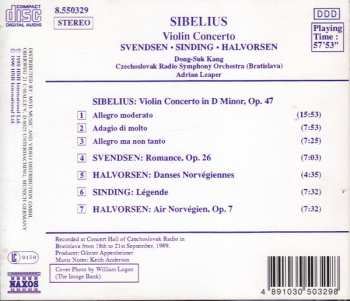 COMPACT
disc
DIGITAL AUDIO
8.550329
STEREO
SIBELIUS
Violin Concerto
SVENDSEN • SINDING • HALVORSEN
Dong-Suk Kang
Czechoslovak Radio Symphony Orchestra (Bratislava)
Adrian Leaper
DDD
Playing
Time :
57'53"
SIBELIUS: Violin Concerto in D Minor, Op. 47
1 Allegro moderato (15:53)
2 Adagio di molto (7:53)
3 Allegro ma non tanto (7:25)
4 SVENDSEN: Romance, Op. 26 (7:03)
5 HALVORSEN: Danses Norvégiennes
6 SINDING: Légende (7:32)
7 HALVORSEN: Air Norvégien, Op. 7 (7:32)
Recorded at Concert Hall of Czechoslovak Radio in
Bratislava from 18th to 21st September, 1989.
Producer: Günter Appenheimer
Music Notes: Keith Anderson
Cover Photo by William Logan
(The Image Bank)
NAXOS
4 891030 503298